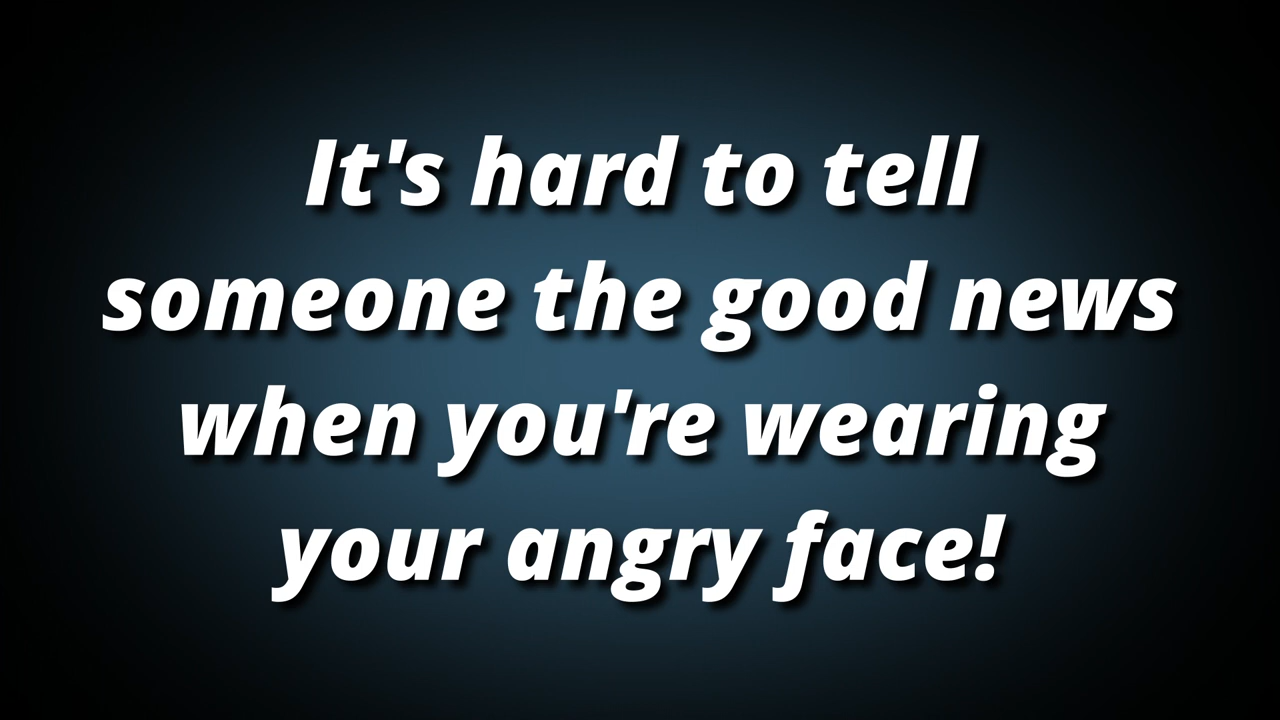 It's hard to tell
someone the good news
when you're wearing
your angry face!